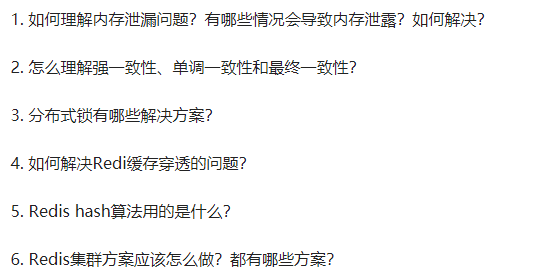 1. 如何理解内存泄漏问题？有哪些情况会导致内存泄露？如何解决？
2. 怎么理解强一致性、单调一致性和最终一致性？
3. 分布式锁有哪些解决方案？
4. 如何解决Redi缓存穿透的问题？
5. Redis hash算法用的是什么？
6. Redis集群方案应该怎么做？都有哪些方案？